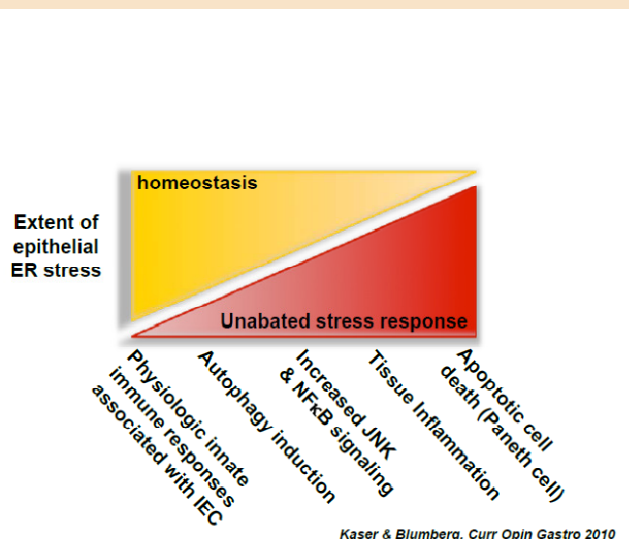 homeostasis
Extent of
epithelial
ER stress
Unabated stress response
Physiologic innate
immune responses
associated with IEC
Autophagy induction
Increased JNK
& NFκB signaling
Tissue Inflammation
Apoptotic cell
death (Paneth cell)
Kaser & Blumberg, Curr Opin Gastro 2010